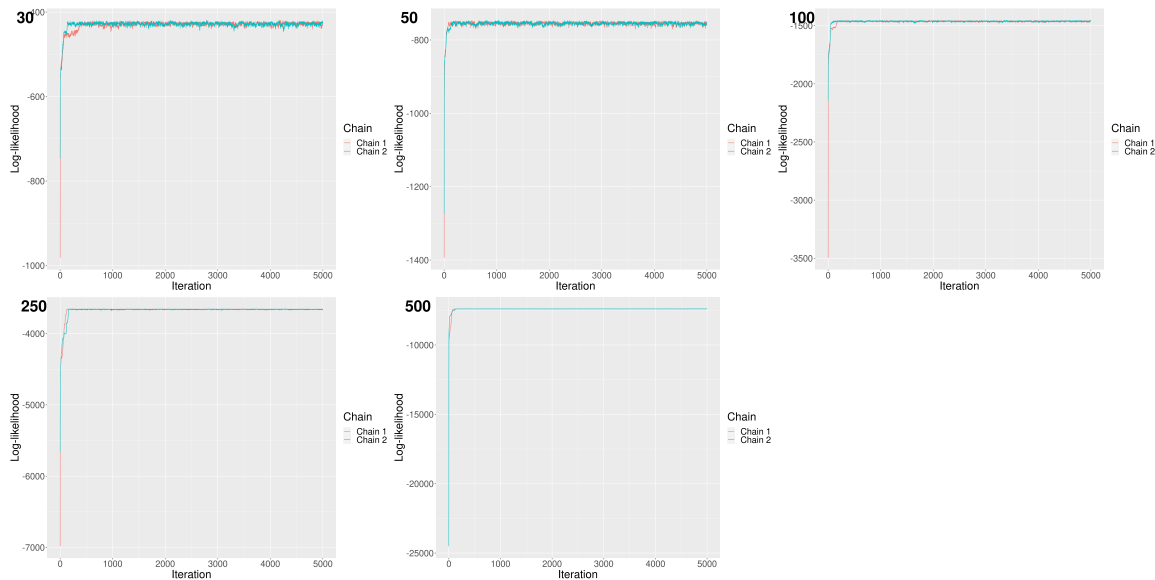 30
-400
-600
-800
-1000
Log-likelihood
0 1000 2000 3000 4000 5000
Iteration
Chain
Chain 1
Chain 2
50
-800
-1000
-1200
-1400
Log-likelihood
0 1000 2000 3000 4000 5000
Iteration
Chain
Chain 1
Chain 2
100
-1500
-2000
-2500
-3000
-3500
Log-likelihood
0 1000 2000 3000 4000 5000
Iteration
Chain
Chain 1
Chain 2
250
-4000
-5000
-6000
-7000
Log-likelihood
0 1000 2000 3000 4000 5000
Iteration
Chain
Chain 1
Chain 2
500
-10000
-15000
-20000
-25000
Log-likelihood
0 1000 2000 3000 4000 5000
Iteration
Chain
Chain 1
Chain 2